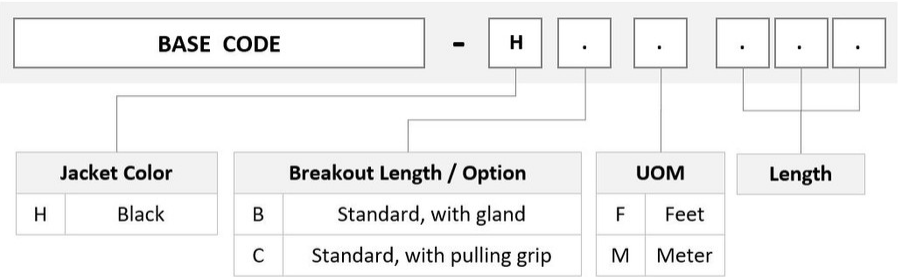 BASE CODE - H . . . . .
Jacket Color Breakout Length / Option UOM Length
H Black B Standard, with gland F Feet
C Standard, with pulling grip M Meter